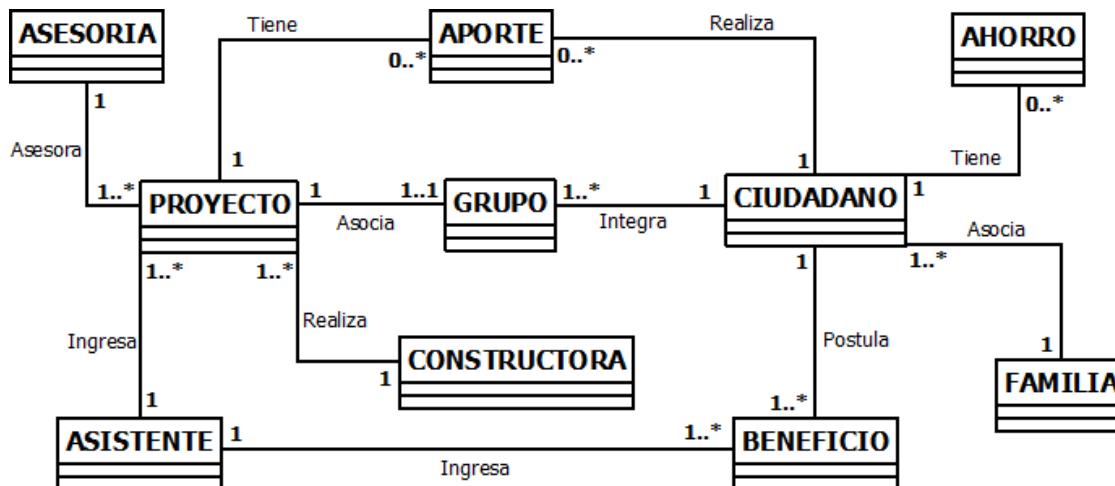 ASESORIA
Tiene
APORTE
Realiza
AHORRO
0..*
0..*
0..*
1
Asesora
1
1
Tiene
1..*
PROYECTO
1
1..1
GRUPO
1..*
1
CIUDADANO
1
Asocia
Integra
Asocia
1..*
1..*
1
1..*
Ingresa
Realiza
Postula
1
CONSTRUCTORA
1
FAMILIA
1
1..*
ASISTENTE
1
1..*
BENEFICIO
Ingresa